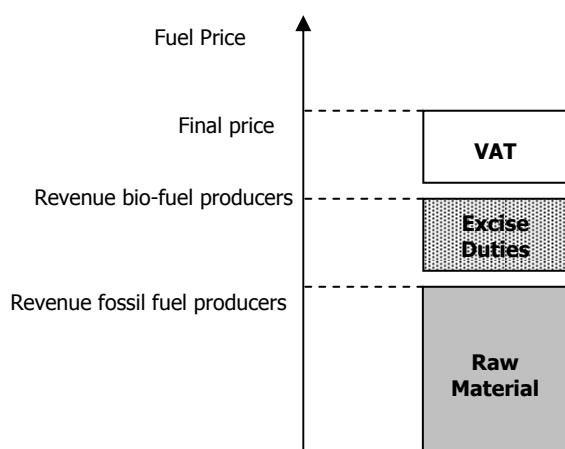 Fuel Price
Final price
VAT
Revenue bio-fuel producers
Excise
Duties
Revenue fossil fuel producers
Raw
Material